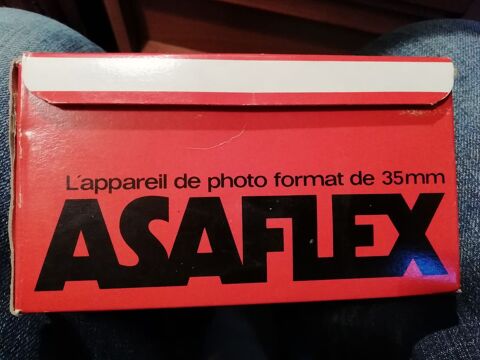 L'appareil de photo format de 35mm
ASAFLEX